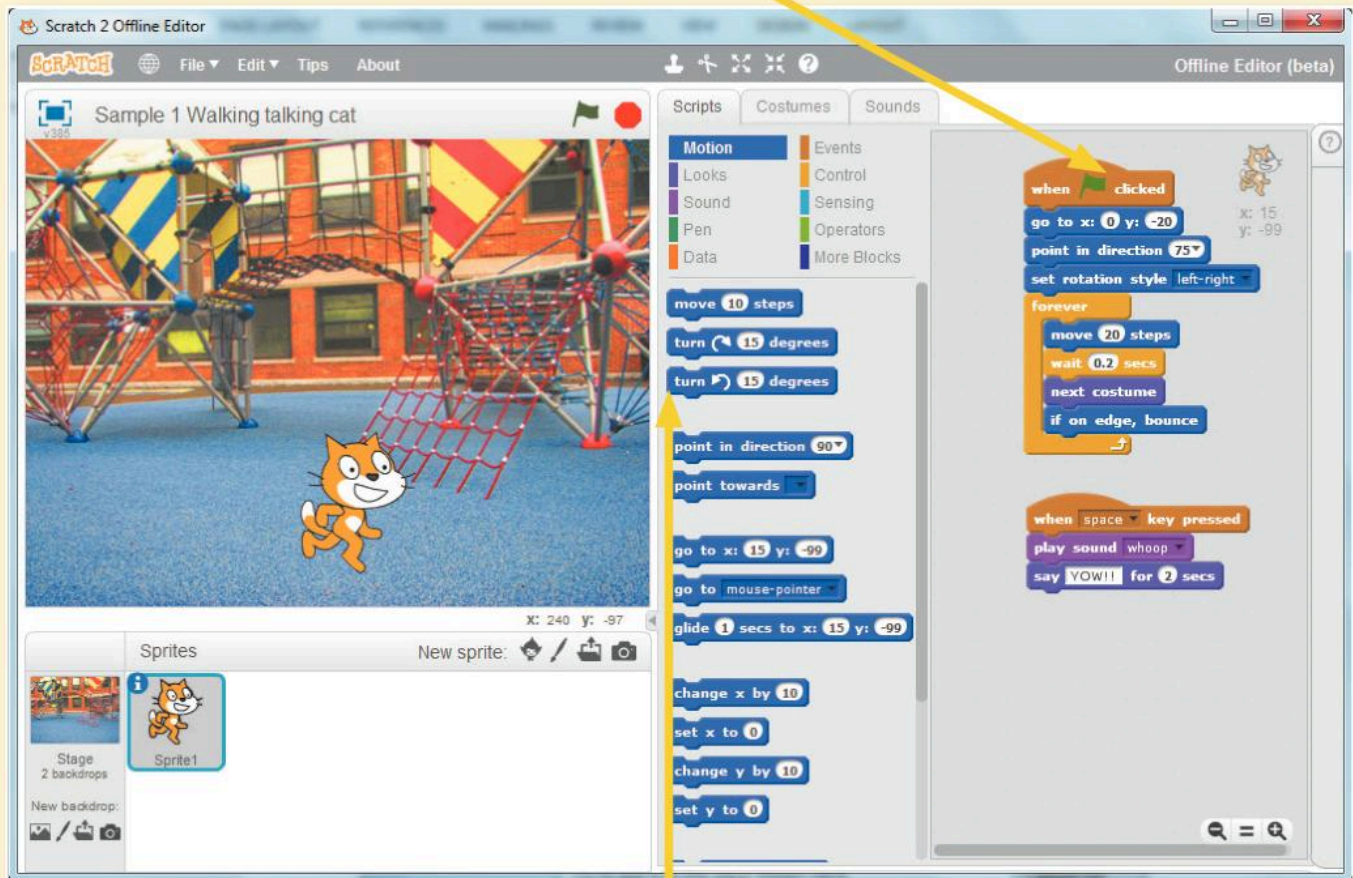 Scratch 2 Offline Editor
X
SCRATCH File Edit Tips About
Offline Editor (beta)
v385
Sample 1 Walking talking cat
x: 240 y: -97
Sprites New sprite:
Stage
2 backdrops
Sprite1
New backdrop:
Scripts Costumes Sounds
Motion Events
Looks Control
Sound Sensing
Pen Operators
Data More Blocks
move 10 steps
turn 15 degrees
turn 15 degrees
point in direction 90
point towards
go to x: 15 y: -99
go to mouse-pointer
glide 1 secs to x: 15 y: -99
change x by 10
set x to 0
change y by 10
set y to 0
when clicked
go to x: 0 y: -20
point in direction 75
set rotation style left-right
forever
move 20 steps
wait 0.2 secs
next costume
if on edge, bounce
when space key pressed
play sound whoop
say YOW!! for 2 secs
x: 15
y: -99